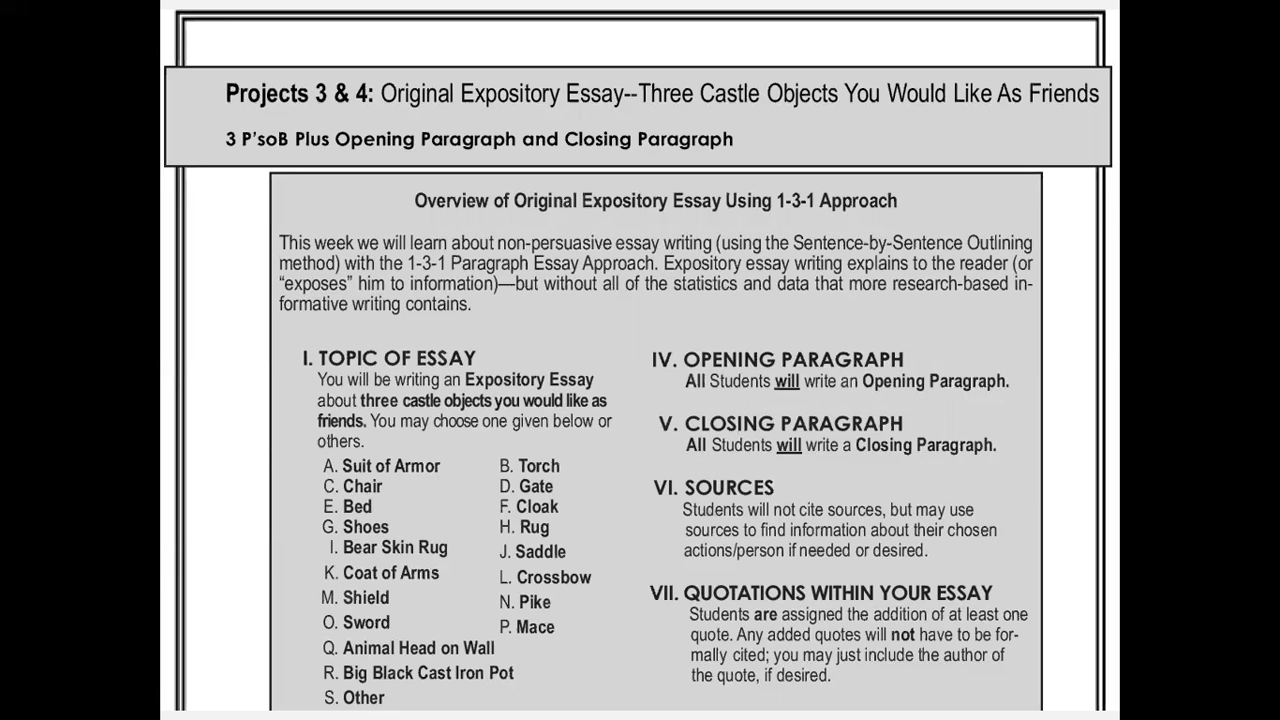 Projects 3 & 4: Original Expository Essay--Three Castle Objects You Would Like As Friends
3 P'soB Plus Opening Paragraph and Closing Paragraph
Overview of Original Expository Essay Using 1-3-1 Approach
This week we will learn about non-persuasive essay writing (using the Sentence-by-Sentence Outlining
method) with the 1-3-1 Paragraph Essay Approach. Expository essay writing explains to the reader (or
“exposes” him to information)—but without all of the statistics and data that more research-based in-
formative writing contains.
I. TOPIC OF ESSAY
You will be writing an Expository Essay
about three castle objects you would like as
friends. You may choose one given below or
others.
A. Suit of Armor
B. Torch
C. Chair
D. Gate
E. Bed
F. Cloak
G. Shoes
H. Rug
I. Bear Skin Rug
J. Saddle
K. Coat of Arms
L. Crossbow
M. Shield
N. Pike
O. Sword
P. Mace
Q. Animal Head on Wall
R. Big Black Cast Iron Pot
S. Other
IV. OPENING PARAGRAPH
All Students will write an Opening Paragraph.
V. CLOSING PARAGRAPH
All Students will write a Closing Paragraph.
VI. SOURCES
Students will not cite sources, but may use
sources to find information about their chosen
actions/person if needed or desired.
VII. QUOTATIONS WITHIN YOUR ESSAY
Students are assigned the addition of at least one
quote. Any added quotes will not have to be for-
mally cited; you may just include the author of
the quote, if desired.